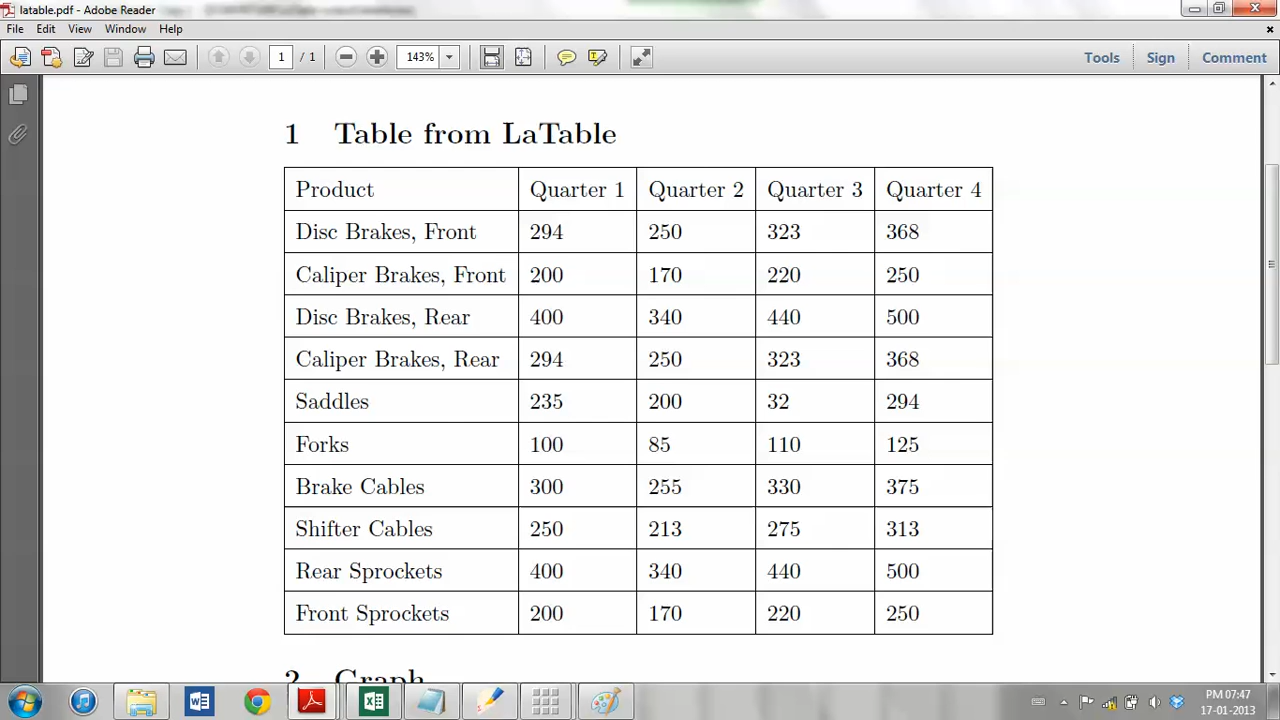 latable.pdf - Adobe Reader
File Edit View Window Help
1 / 1 143% Tools Sign Comment
1 Table from LaTable
Product Quarter 1 Quarter 2 Quarter 3 Quarter 4
Disc Brakes, Front 294 250 323 368
Caliper Brakes, Front 200 170 220 250
Disc Brakes, Rear 400 340 440 500
Caliper Brakes, Rear 294 250 323 368
Saddles 235 200 32 294
Forks 100 85 110 125
Brake Cables 300 255 330 375
Shifter Cables 250 213 275 313
Rear Sprockets 400 340 440 500
Front Sprockets 200 170 220 250
2 Graph
PM 07:47
17-01-2013